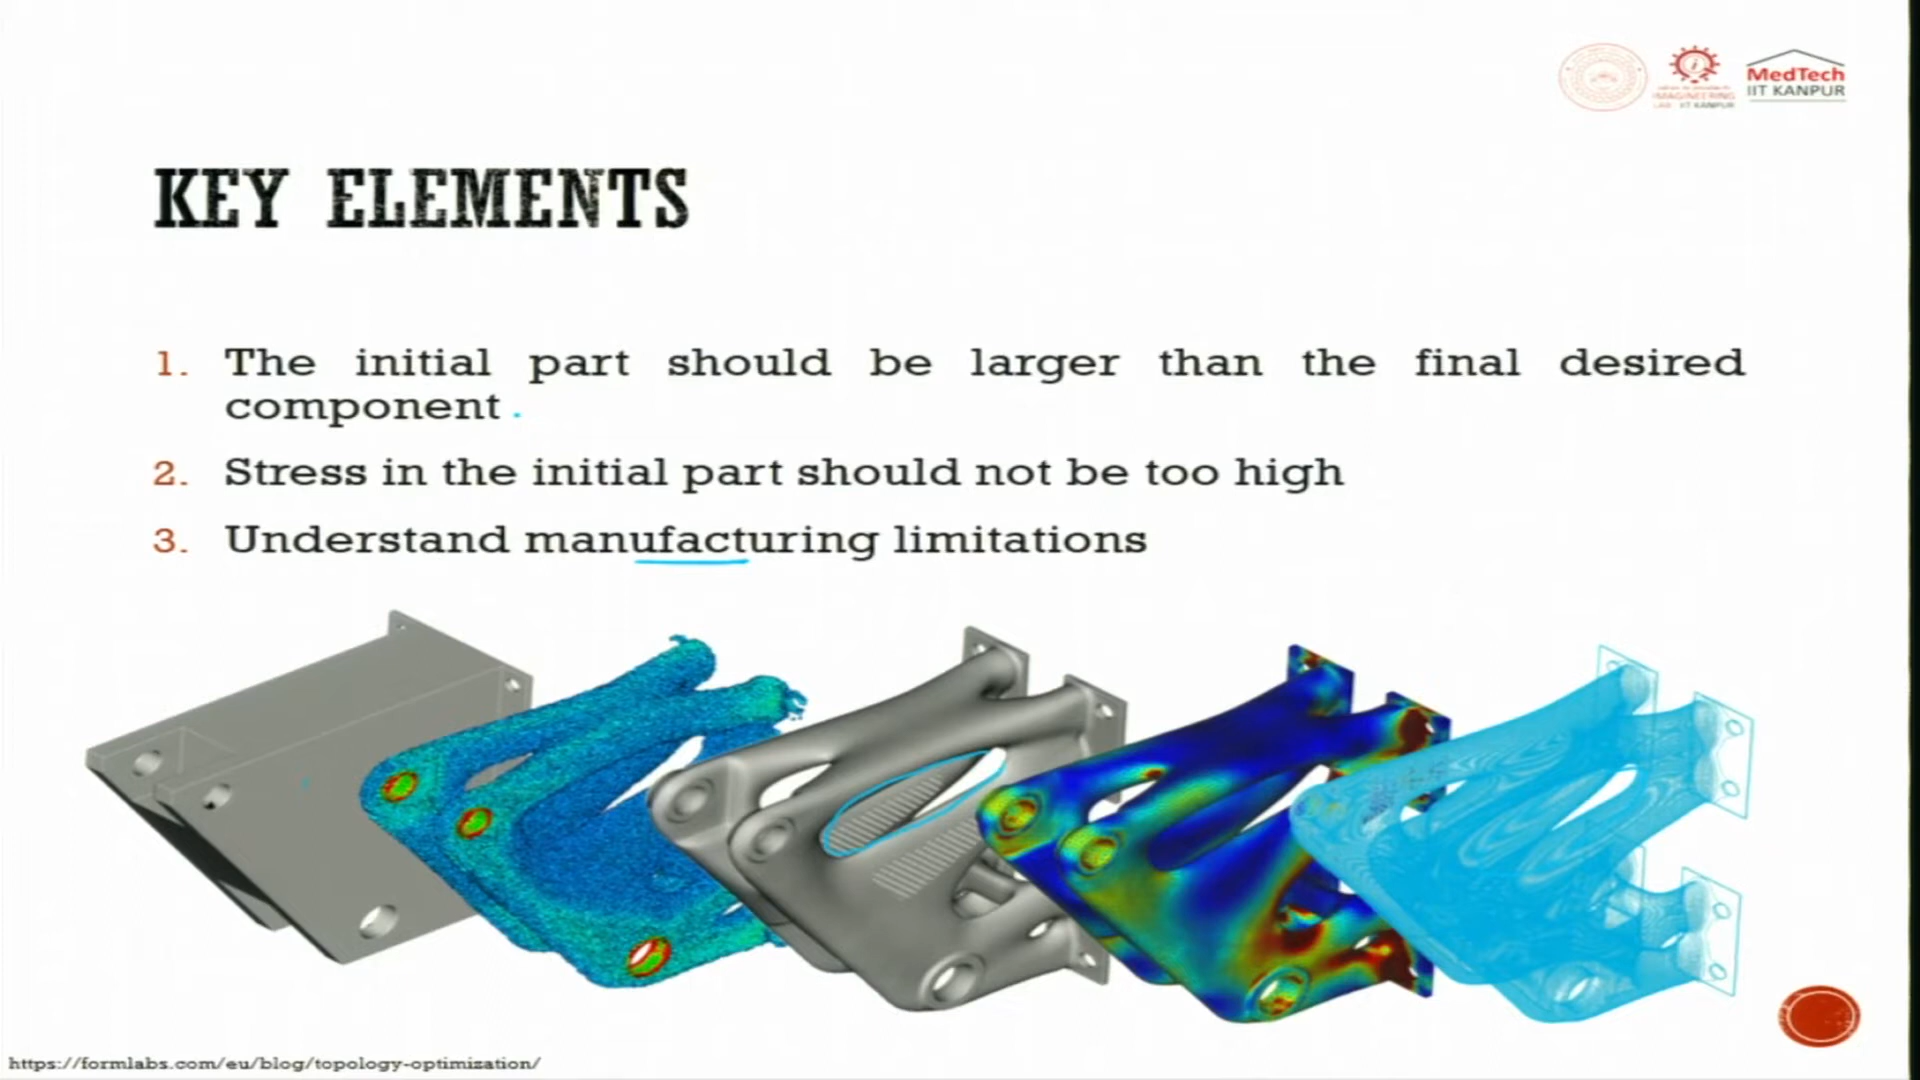 MedTech
IIT KANPUR
IMAGINEERING
KEY ELEMENTS
1. The initial part should be larger than the final desired
component
2. Stress in the initial part should not be too high
3. Understand manufacturing limitations
https://formlabs.com/eu/blog/topology-optimization/